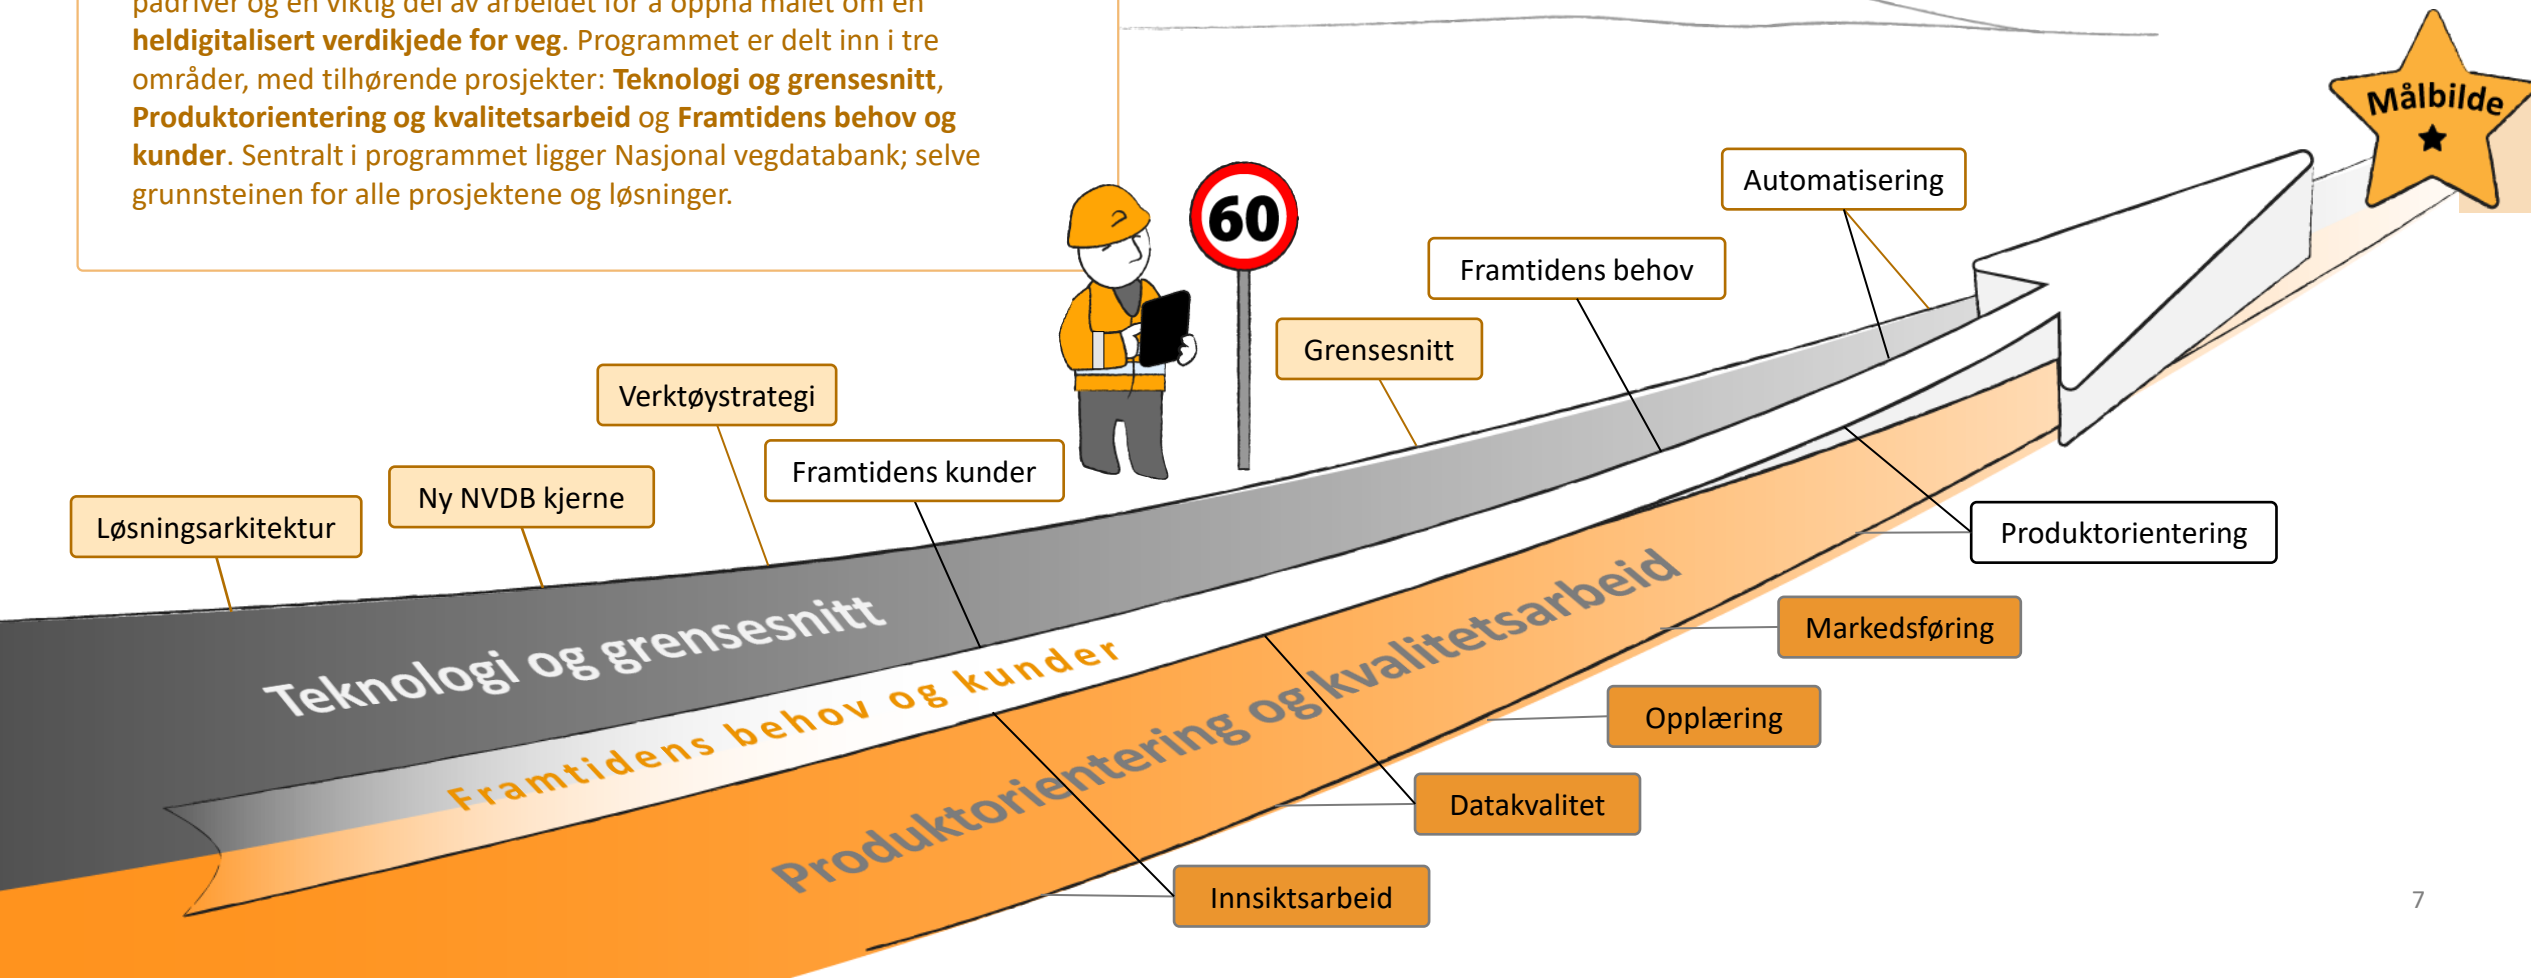 pådriver og en viktig del av arbeidet for å oppnå målet om en
heldigitalisert verdikjede for veg. Programmet er delt inn i tre
områder, med tilhørende prosjekter: Teknologi og grensesnitt,
Produktorientering og kvalitetsarbeid og Framtidens behov og
kunder. Sentralt i programmet ligger Nasjonal vegdatabank; selve
grunnsteinen for alle prosjektene og løsninger.
Målbilde
60
Automatisering
Framtidens behov
Grensesnitt
Verktøystrategi
Framtidens kunder
Ny NVDB kjerne
Løsningsarkitektur
Produktorientering
Teknologi og grensesnitt
Framtidens behov og kunder
Produktorientering og kvalitetsarbeid
Markedsføring
Opplæring
Datakvalitet
Innsiktsarbeid
7